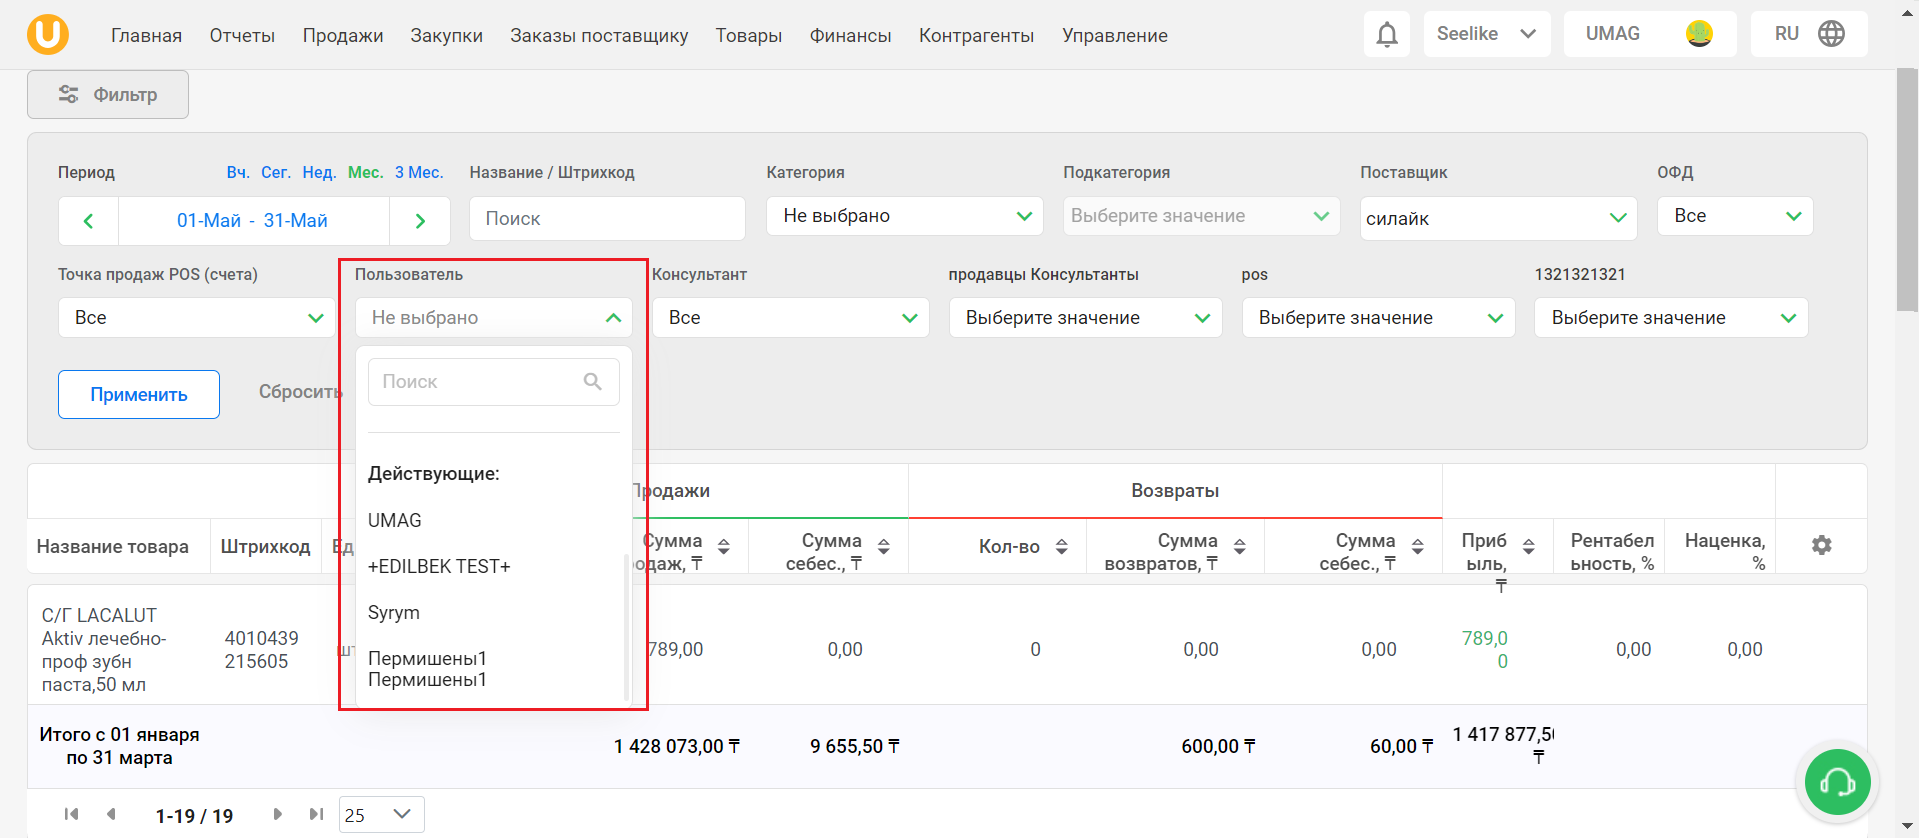 U
Главная Отчеты Продажи Закупки Заказы поставщику Товары Финансы Контрагенты Управление Seelike UMAG RU
Фильтр
Период Вч. Сег. Нед. Мес. 3 Мес. Название / Штрихкод Категория Подкатегория Поставщик ОФД
01-Май - 31-Май Поиск Не выбрано Выберите значение силайк Все
Точка продаж POS (счета) Пользователь Консультант продавцы Консультанты pos 1321321321
Все Не выбрано Все Выберите значение Выберите значение Выберите значение
Применить Сбросить
Поиск
Действующие:
UMAG
+EDILBEK TEST+
Syrym
Пермишены1
Пермишены1
Продажи Возвраты
Название товара Штрихкод Ед
Сумма
одаж, ₸
Сумма
себес., ₸
Кол-во
Сумма
возвратов, ₸
Сумма
себес., ₸
Приб
ыль,
₸
Рентабел
ьность, %
Наценка,
%
С/Г LACALUT
Aktiv лечебно-
проф зубн
паста,50 мл
4010439
215605
шт
789,00 0,00 0 0,00 0,00
789,0
0
0,00 0,00
Итого с 01 января
по 31 марта
1 428 073,00 ₸ 9 655,50 ₸ 600,00 ₸ 60,00 ₸
1 417 877,5
₸
1-19 / 19 25